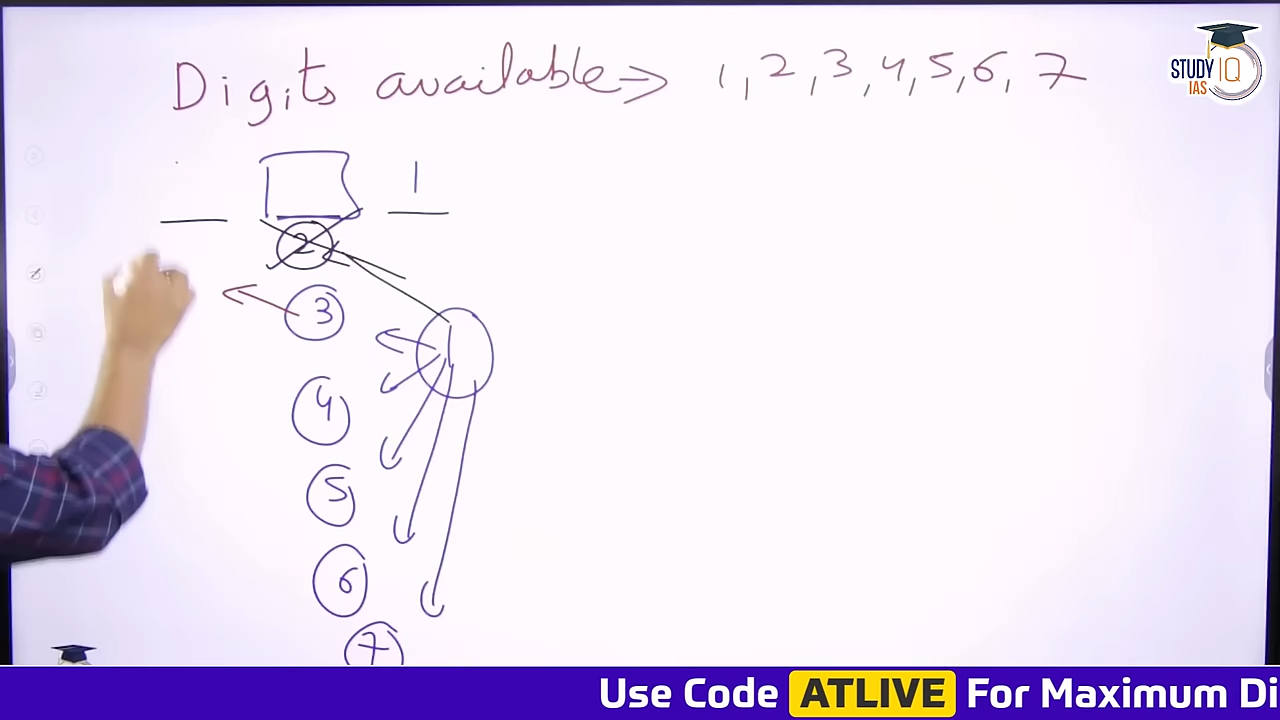 Digits available → 1, 2, 3, 4, 5, 6, 7
STUDY IQ
IAS
1
2
3
1
4
5
6
7
Use Code ATLIVE For Maximum Di